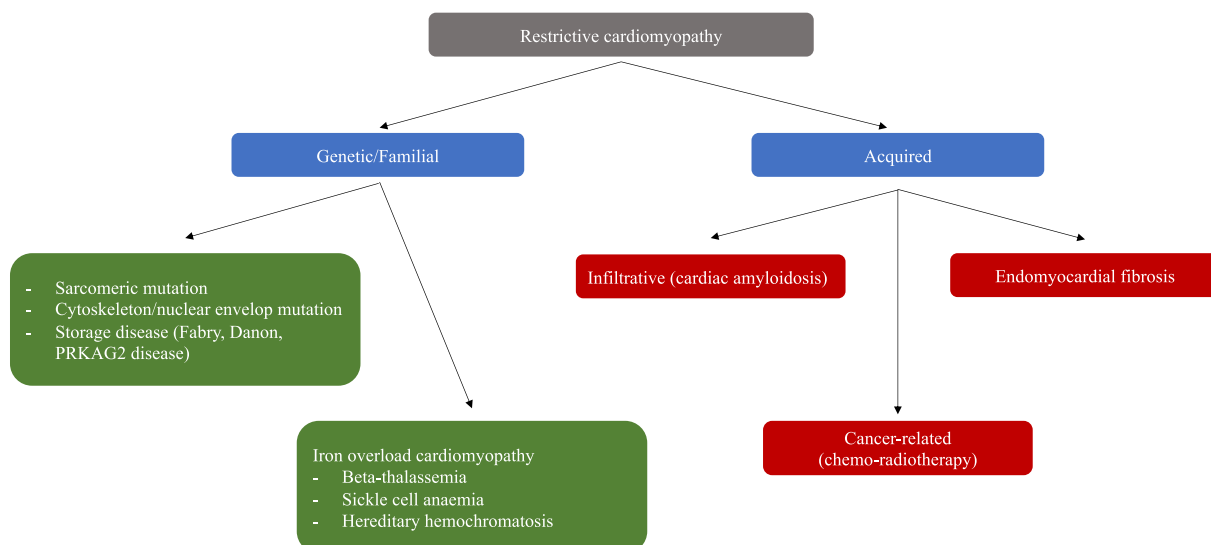 Restrictive cardiomyopathy
Genetic/Familial
Acquired
- Sarcomeric mutation
- Cytoskeleton/nuclear envelop mutation
- Storage disease (Fabry, Danon,
PRKAG2 disease)
Infiltrative (cardiac amyloidosis)
Endomyocardial fibrosis
Iron overload cardiomyopathy
- Beta-thalassemia
- Sickle cell anaemia
- Hereditary hemochromatosis
Cancer-related
(chemo-radiotherapy)